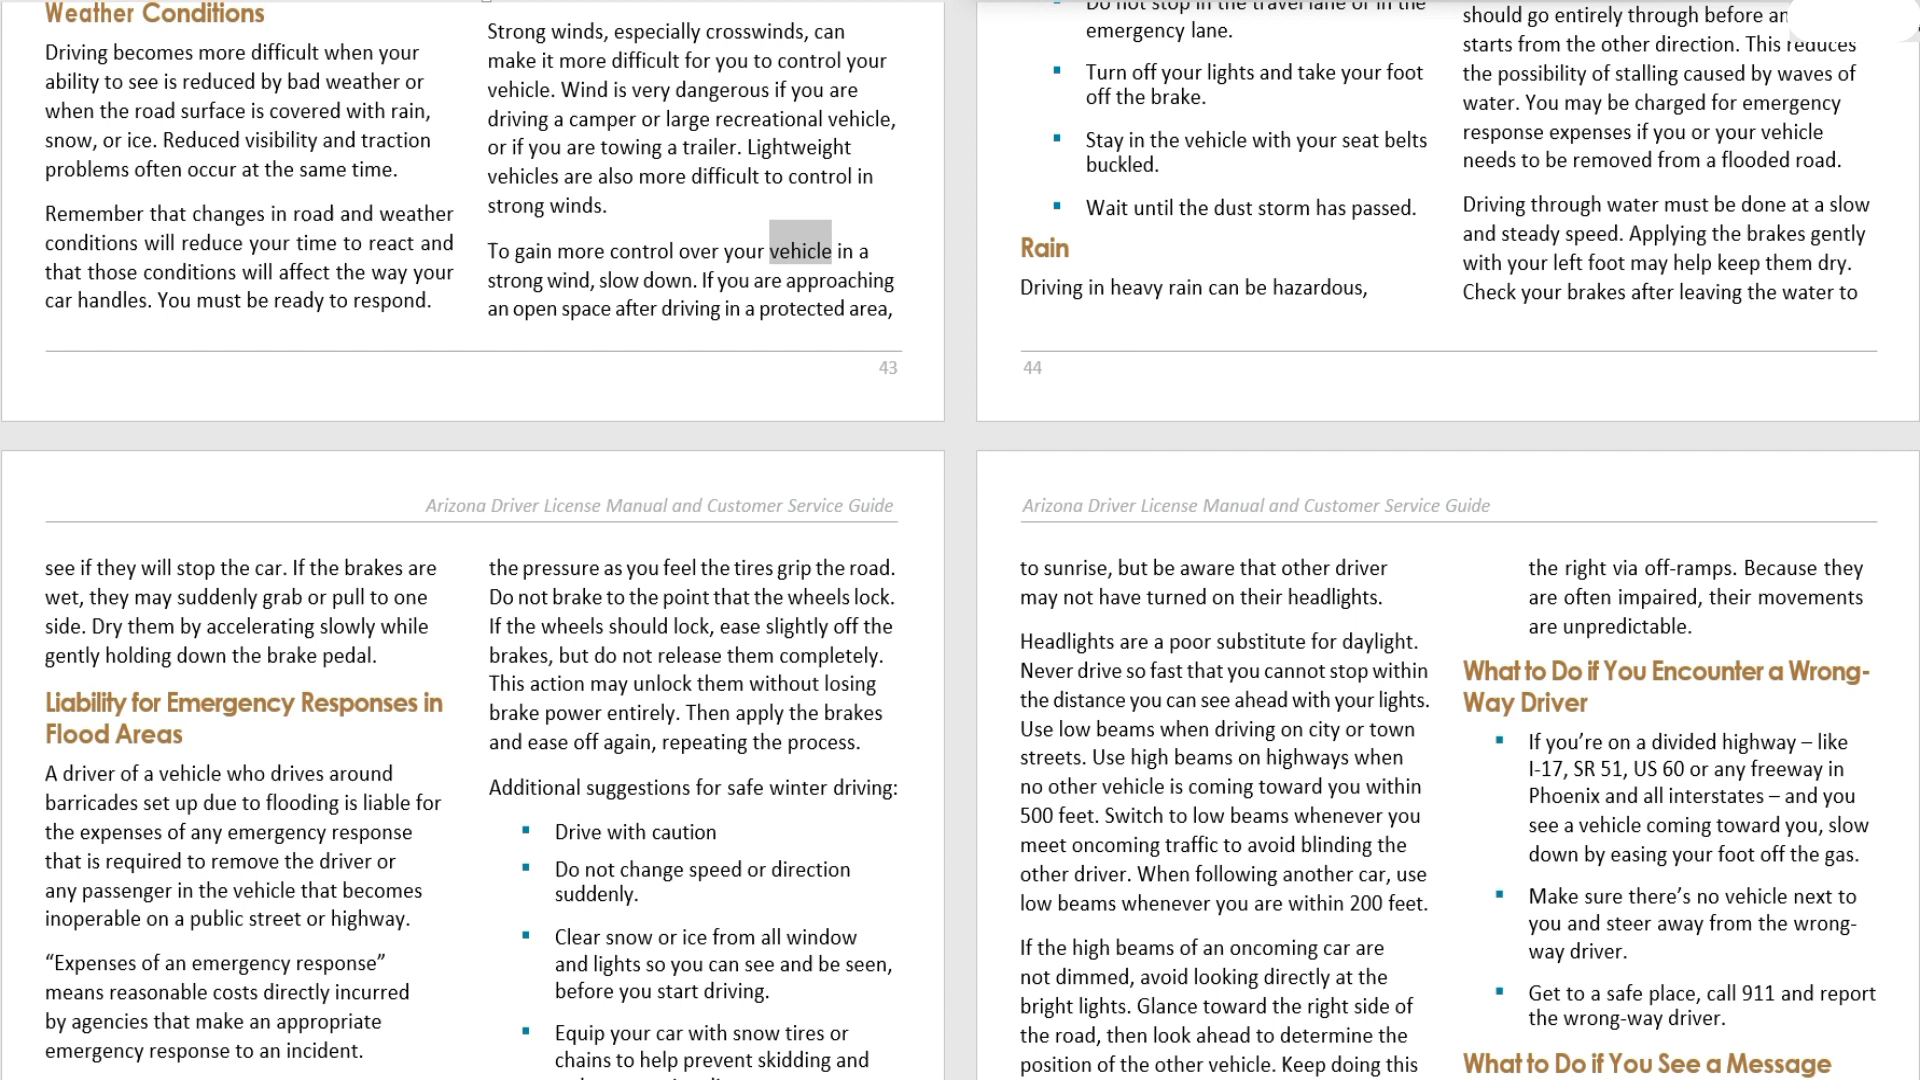 Weather Conditions
Driving becomes more difficult when your
ability to see is reduced by bad weather or
when the road surface is covered with rain,
snow, or ice. Reduced visibility and traction
problems often occur at the same time.
Remember that changes in road and weather
conditions will reduce your time to react and
that those conditions will affect the way your
car handles. You must be ready to respond.
Strong winds, especially crosswinds, can
make it more difficult for you to control your
vehicle. Wind is very dangerous if you are
driving a camper or large recreational vehicle,
or if you are towing a trailer. Lightweight
vehicles are also more difficult to control in
strong winds.
To gain more control over your vehicle in a
strong wind, slow down. If you are approaching
an open space after driving in a protected area,
43
Do not stop in the travel lane or in the
emergency lane.
Turn off your lights and take your foot
off the brake.
Stay in the vehicle with your seat belts
buckled.
Wait until the dust storm has passed.
Rain
Driving in heavy rain can be hazardous,
should go entirely through before
starts from the other direction. This reduces
the possibility of stalling caused by waves of
water. You may be charged for emergency
response expenses if you or your vehicle
needs to be removed from a flooded road.
Driving through water must be done at a slow
and steady speed. Applying the brakes gently
with your left foot may help keep them dry.
Check your brakes after leaving the water to
44
Arizona Driver License Manual and Customer Service Guide
see if they will stop the car. If the brakes are
wet, they may suddenly grab or pull to one
side. Dry them by accelerating slowly while
gently holding down the brake pedal.
Liability for Emergency Responses in
Flood Areas
A driver of a vehicle who drives around
barricades set up due to flooding is liable for
the expenses of any emergency response
that is required to remove the driver or
any passenger in the vehicle that becomes
inoperable on a public street or highway.
“Expenses of an emergency response”
means reasonable costs directly incurred
by agencies that make an appropriate
emergency response to an incident.
the pressure as you feel the tires grip the road.
Do not brake to the point that the wheels lock.
If the wheels should lock, ease slightly off the
brakes, but do not release them completely.
This action may unlock them without losing
brake power entirely. Then apply the brakes
and ease off again, repeating the process.
Additional suggestions for safe winter driving:
Drive with caution
Do not change speed or direction
suddenly.
Clear snow or ice from all window
and lights so you can see and be seen,
before you start driving.
Equip your car with snow tires or
chains to help prevent skidding and
Arizona Driver License Manual and Customer Service Guide
to sunrise, but be aware that other driver
may not have turned on their headlights.
Headlights are a poor substitute for daylight.
Never drive so fast that you cannot stop within
the distance you can see ahead with your lights.
Use low beams when driving on city or town
streets. Use high beams on highways when
no other vehicle is coming toward you within
500 feet. Switch to low beams whenever you
meet oncoming traffic to avoid blinding the
other driver. When following another car, use
low beams whenever you are within 200 feet.
If the high beams of an oncoming car are
not dimmed, avoid looking directly at the
bright lights. Glance toward the right side of
the road, then look ahead to determine the
position of the other vehicle. Keep doing this
the right via off-ramps. Because they
are often impaired, their movements
are unpredictable.
What to Do if You Encounter a Wrong-
Way Driver
If you’re on a divided highway – like
I-17, SR 51, US 60 or any freeway in
Phoenix and all interstates – and you
see a vehicle coming toward you, slow
down by easing your foot off the gas.
Make sure there’s no vehicle next to
you and steer away from the wrong-
way driver.
Get to a safe place, call 911 and report
the wrong-way driver.
What to Do if You See a Message